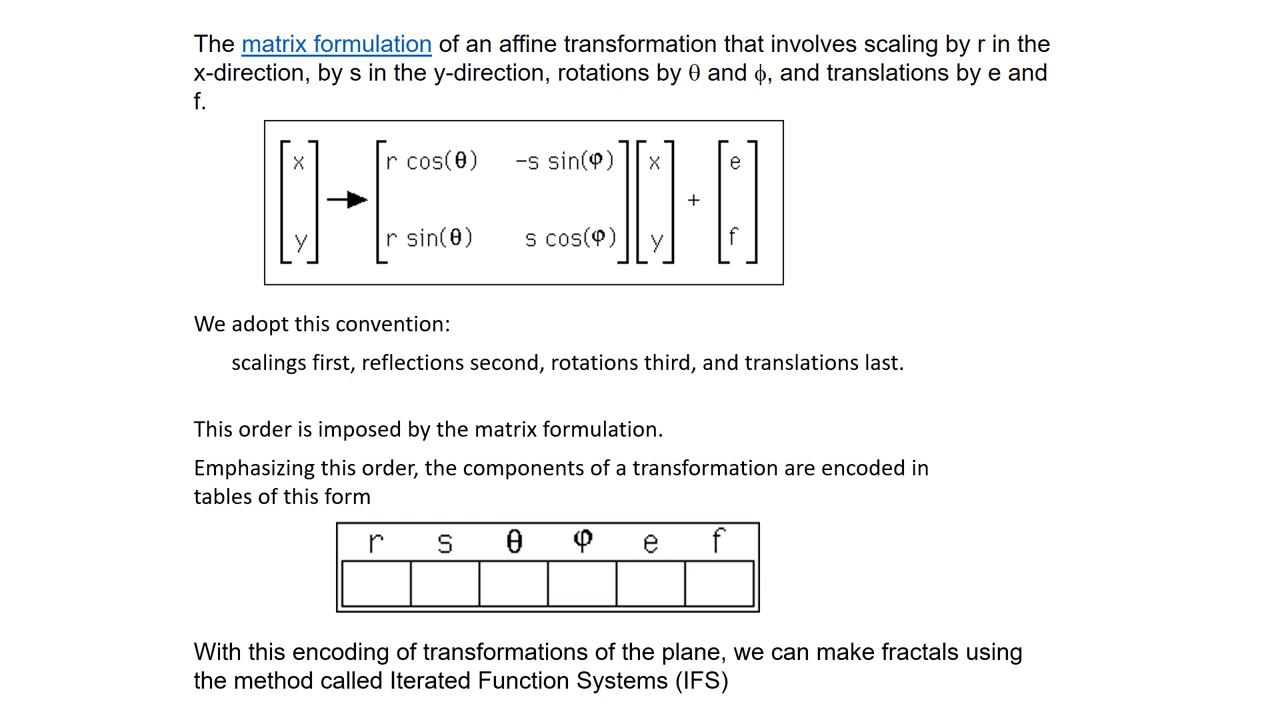 The matrix formulation of an affine transformation that involves scaling by r in the
x-direction, by s in the y-direction, rotations by θ and ϕ, and translations by e and
f.
[x] → [r cos(θ) -s sin(φ)] [x] + [e]
[y] [r sin(θ) s cos(φ)] [y] [f]
We adopt this convention:
scalings first, reflections second, rotations third, and translations last.
This order is imposed by the matrix formulation.
Emphasizing this order, the components of a transformation are encoded in
tables of this form
r s θ φ e f
With this encoding of transformations of the plane, we can make fractals using
the method called Iterated Function Systems (IFS)